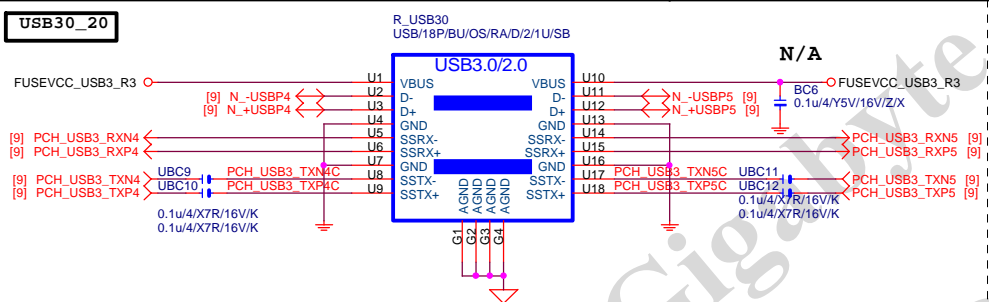 USB30_20
R_USB30
USB/18P/BU/OS/RA/D/2/1U/SB
N/A
USB3.0/2.0
FUSEVCC_USB3_R3
U1
VBUS
VBUS
U10
FUSEVCC_USB3_R3
[9] N_-USBP4
U2
D-
D-
U11
N_-USBP5 [9]
BC6
[9] N_+USBP4
U3
D+
D+
U12
N_+USBP5 [9]
0.1u/4/Y5V/16V/Z/X
U4
GND
GND
U13
[9] PCH_USB3_RXN4
U5
SSRX-
SSRX-
U14
PCH_USB3_RXN5 [9]
[9] PCH_USB3_RXP4
U6
SSRX+
SSRX+
U15
PCH_USB3_RXP5 [9]
U7
GND
GND
U16
[9] PCH_USB3_TXN4
UBC9
PCH_USB3_TXN4C
U8
SSTX-
SSTX-
U17
PCH_USB3_TXN5C
UBC11
PCH_USB3_TXN5 [9]
[9] PCH_USB3_TXP4
UBC10
PCH_USB3_TXP4C
U9
SSTX+
SSTX+
U18
PCH_USB3_TXP5C
UBC12
PCH_USB3_TXP5 [9]
0.1u/4/X7R/16V/K
0.1u/4/X7R/16V/K
0.1u/4/X7R/16V/K
0.1u/4/X7R/16V/K
AGND
AGND
AGND
AGND
G1
G2
G3
G4
Gigabyte